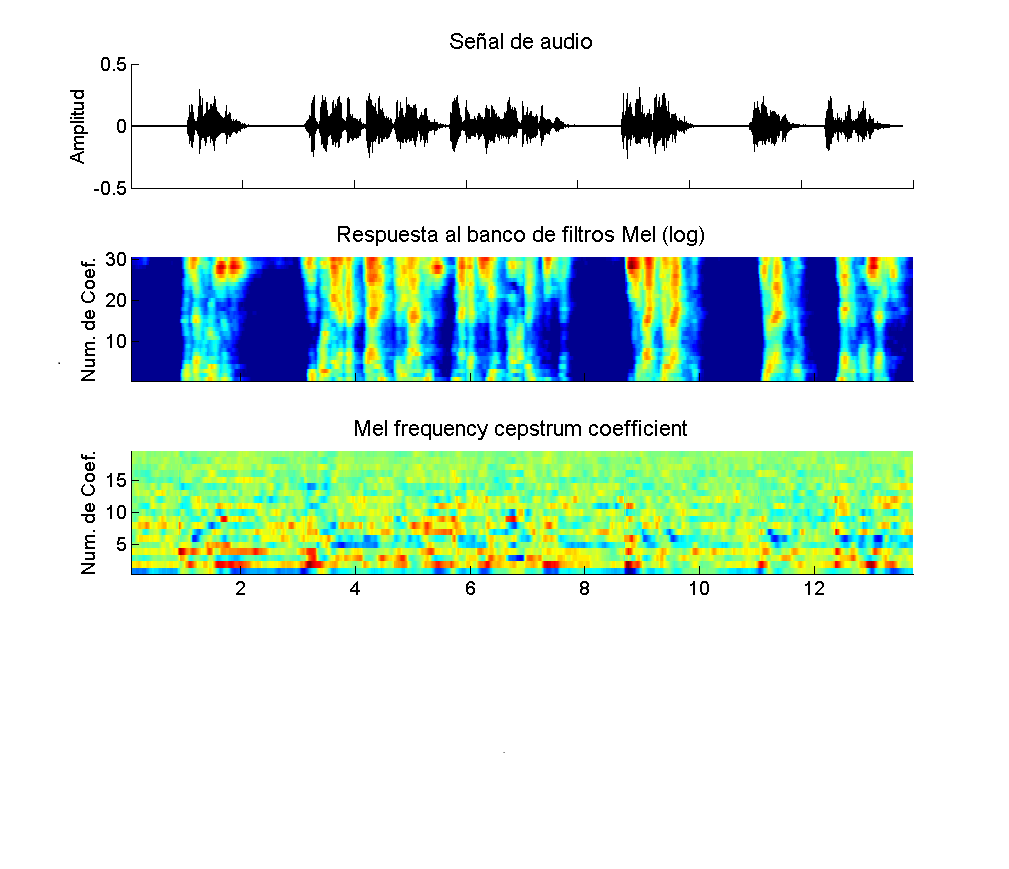 Señal de audio
0.5
0
-0.5
Amplitud
Respuesta al banco de filtros Mel (log)
30
20
10
Num. de Coef.
Mel frequency cepstrum coefficient
15
10
5
Num. de Coef.
2 4 6 8 10 12